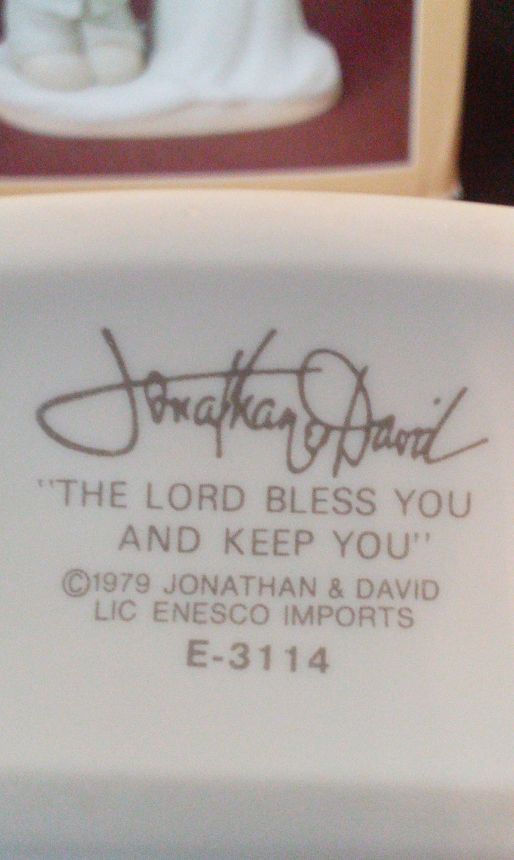 Jonathan & David
"THE LORD BLESS YOU
AND KEEP YOU"
©1979 JONATHAN & DAVID
LIC ENESCO IMPORTS
E-3114